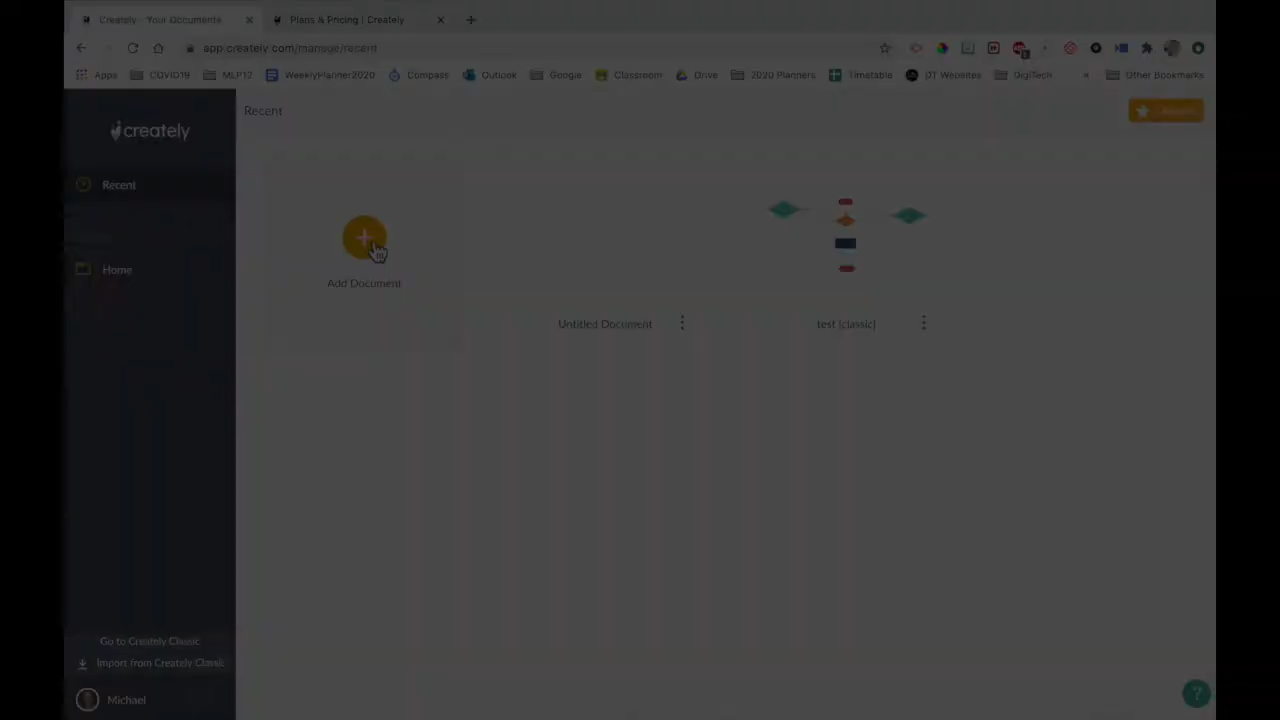 Creately - Your Documents
Plans & Pricing | Creately
app.creately.com/manage/recent
Apps
COVID19
MLP12
WeeklyPlanner2020
Compass
Outlook
Google
Classroom
Drive
2020 Planners
Timetable
DT Websites
DigiTech
»
Other Bookmarks
creately
Recent
Recent
Home
Add Document
Untitled Document
test [classic]
Go to Creately Classic
Import from Creately Classic
Michael
?